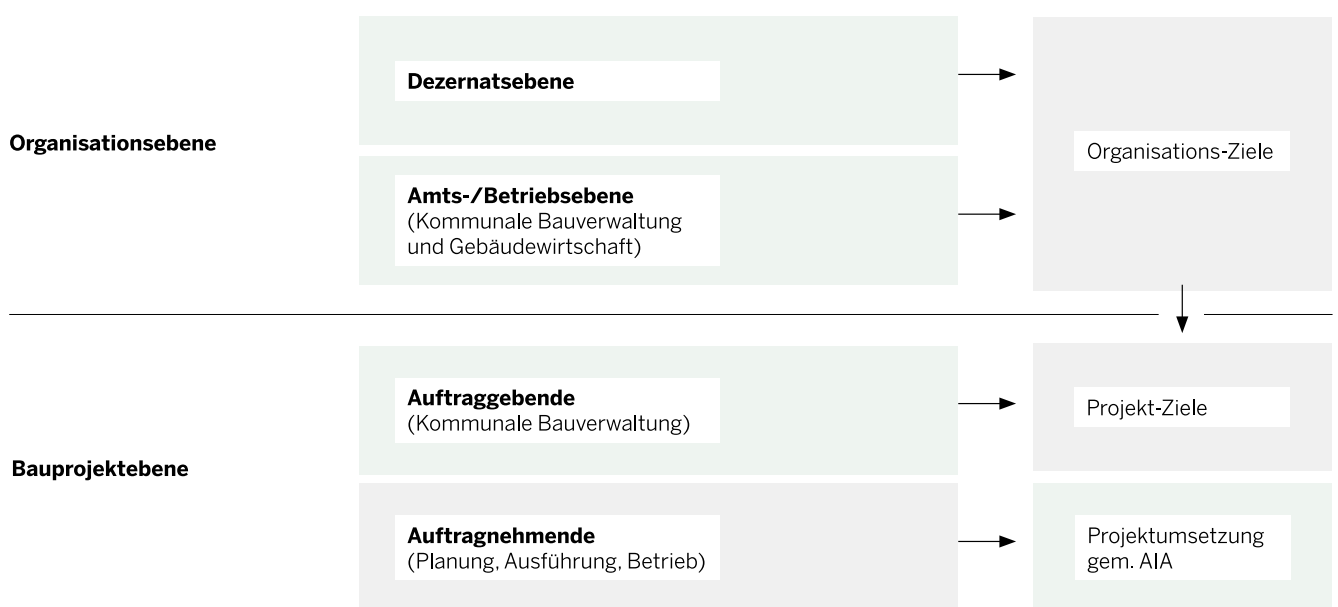 Organisationsebene
Dezernatsebene
Amts-/Betriebsebene
(Kommunale Bauverwaltung
und Gebäudewirtschaft)
Organisations-Ziele
Bauprojektebene
Auftraggebende
(Kommunale Bauverwaltung)
Projekt-Ziele
Auftragnehmende
(Planung, Ausführung, Betrieb)
Projektumsetzung
gem. AIA